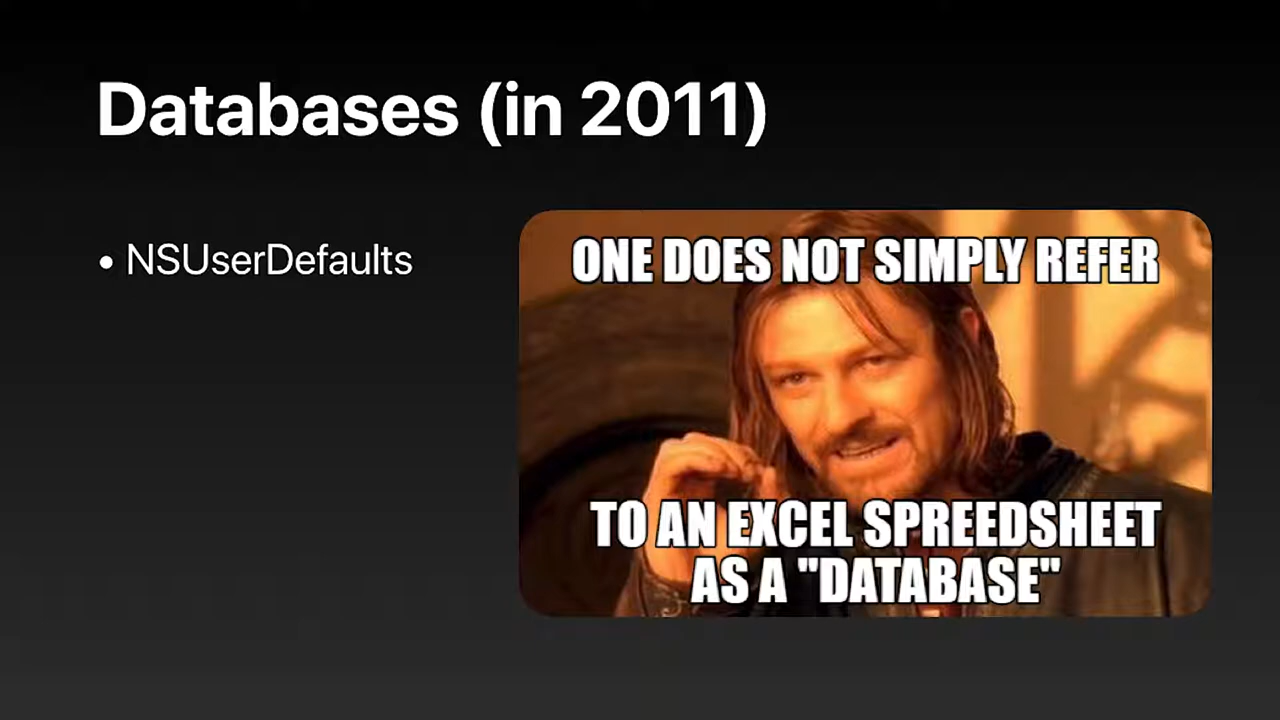 Databases (in 2011)
• NSUserDefaults
ONE DOES NOT SIMPLY REFER
TO AN EXCEL SPREEDSHEET
AS A "DATABASE"